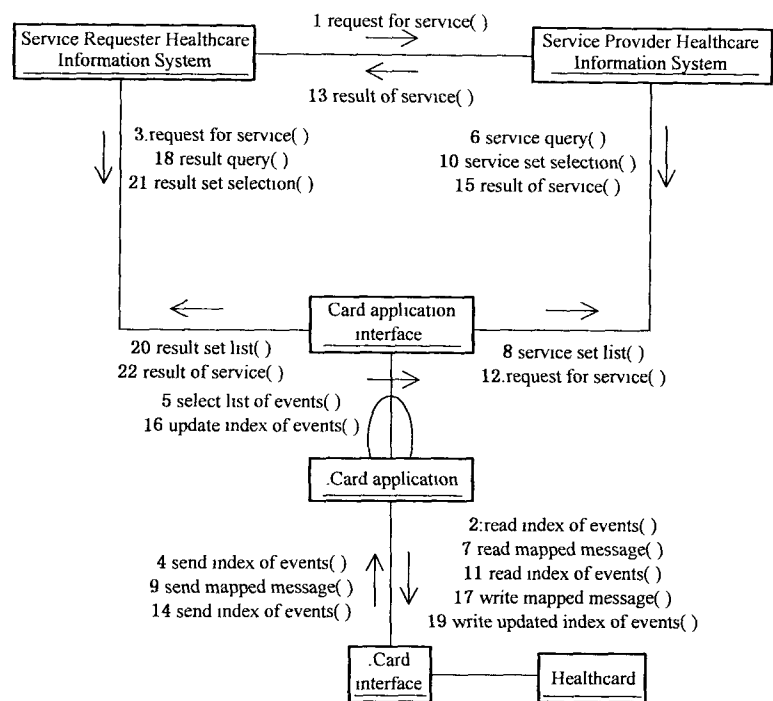 1 request for service( )
Service Requester Healthcare
Information System
Service Provider Healthcare
Information System
13 result of service( )
3.request for service( )
18 result query( )
21 result set selection( )
6 service query( )
10 service set selection( )
15 result of service( )
Card application
interface
20 result set list( )
22 result of service( )
8 service set list( )
12.request for service( )
5 select list of events( )
16 update index of events( )
.Card application
2:read index of events( )
7 read mapped message( )
11 read index of events( )
17 write mapped message( )
19 write updated index of events( )
4 send index of events( )
9 send mapped message( )
14 send index of events( )
.Card
interface
Healthcard